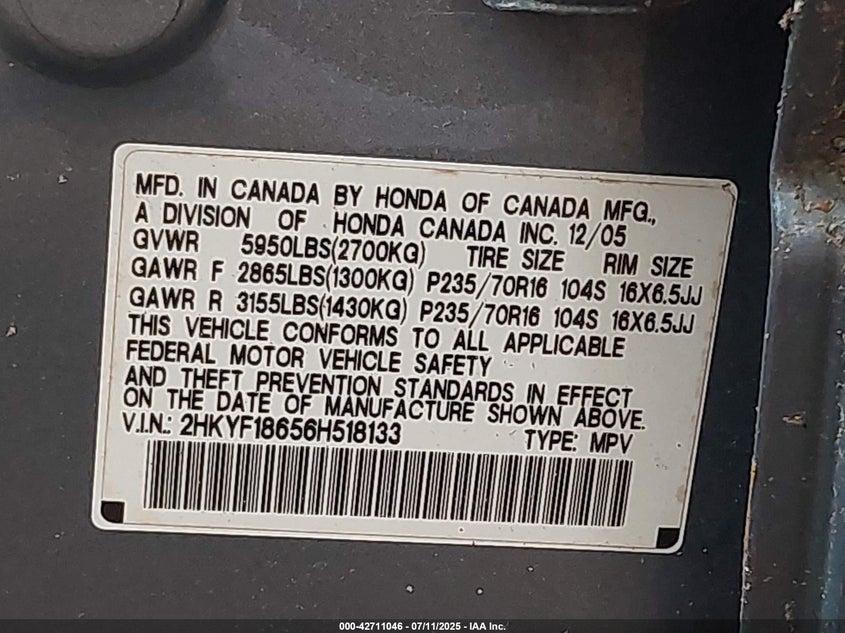 MFD. IN CANADA BY HONDA OF CANADA MFG.,
A DIVISION OF HONDA CANADA INC. 12/05
GVWR 5950LBS(2700KG) TIRE SIZE RIM SIZE
GAWR F 2865LBS(1300KG) P235/70R16 104S 16X6.5JJ
GAWR R 3155LBS(1430KG) P235/70R16 104S 16X6.5JJ
THIS VEHICLE CONFORMS TO ALL APPLICABLE
FEDERAL MOTOR VEHICLE SAFETY
AND THEFT PREVENTION STANDARDS IN EFFECT
ON THE DATE OF MANUFACTURE SHOWN ABOVE.
V.I.N.: 2HKYF18656H518133 TYPE: MPV
000-42711046 - 07/11/2025 - IAA Inc.